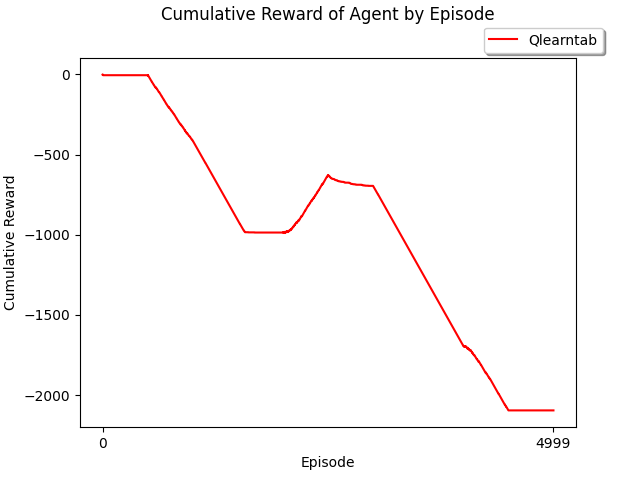 Cumulative Reward of Agent by Episode
Qlearntab
0
−500
−1000
−1500
−2000
Cumulative Reward
0
4999
Episode